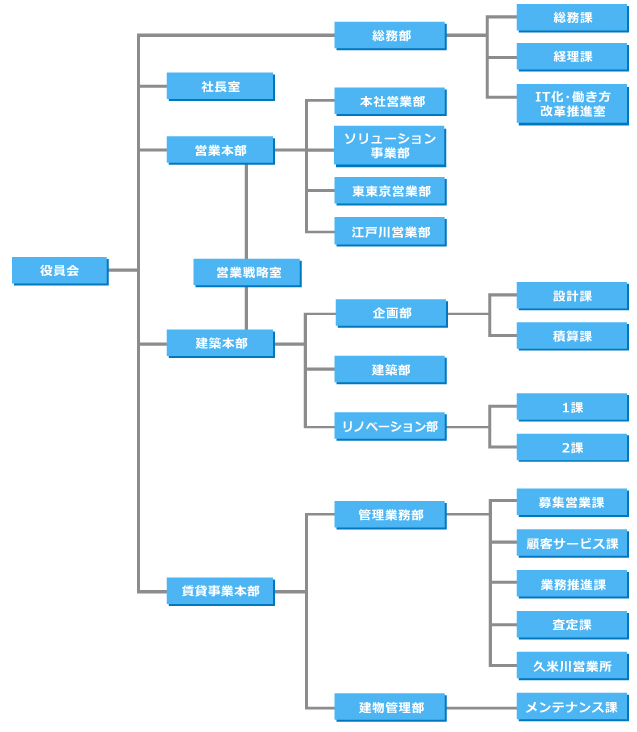 役員会
総務部
総務課
経理課
IT化・働き方
改革推進室
社長室
営業本部
本社営業部
ソリューション
事業部
東東京営業部
江戸川営業部
営業戦略室
建築本部
企画部
設計課
積算課
建築部
リノベーション部
1課
2課
賃貸事業本部
管理業務部
募集営業課
顧客サービス課
業務推進課
査定課
久米川営業所
建物管理部
メンテナンス課